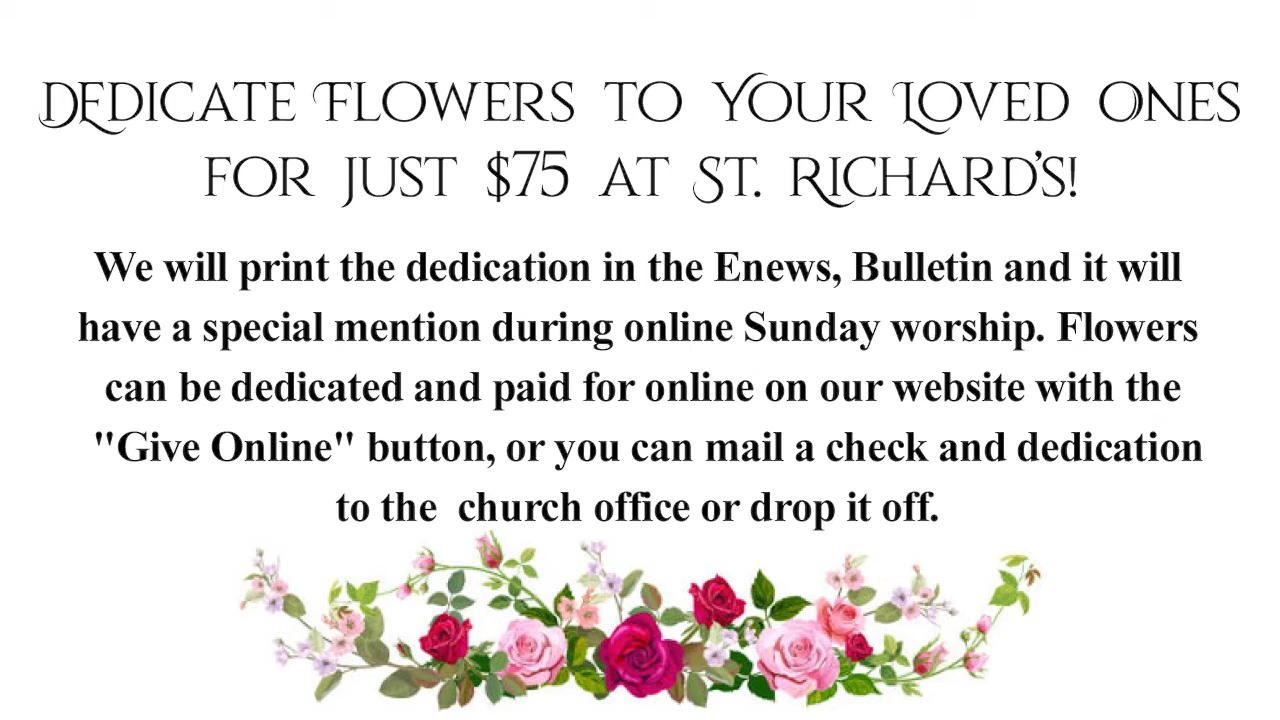 Dedicate Flowers to Your Loved Ones
for just $75 at St. Richard's!
We will print the dedication in the Enews, Bulletin and it will
have a special mention during online Sunday worship. Flowers
can be dedicated and paid for online on our website with the
"Give Online" button, or you can mail a check and dedication
to the  church office or drop it off.